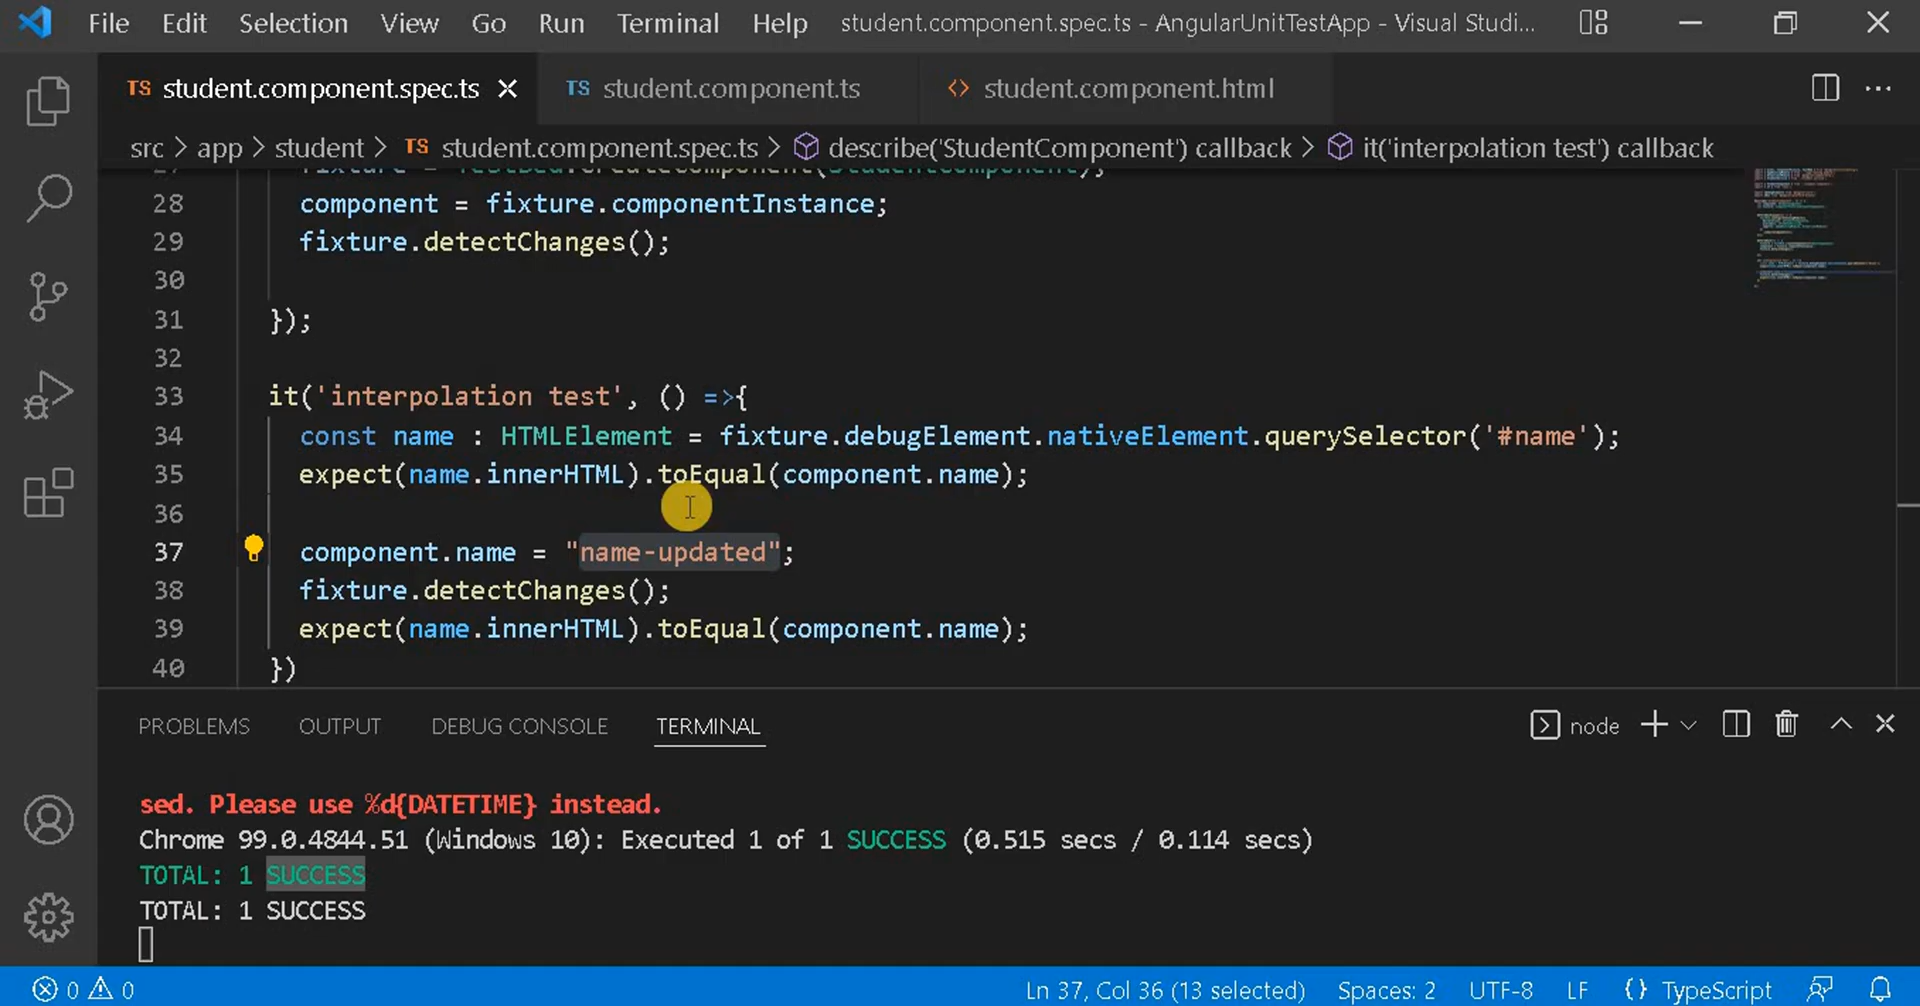 File Edit Selection View Go Run Terminal Help student.component.spec.ts - AngularUnitTestApp - Visual Studi...
TS student.component.spec.ts TS student.component.ts <> student.component.html
src > app > student > TS student.component.spec.ts > describe('StudentComponent') callback > it('interpolation test') callback
27 fixture = TestBed.createComponent(StudentComponent);
28 component = fixture.componentInstance;
29 fixture.detectChanges();
30
31 });
32
33 it('interpolation test', () =>{
34 const name : HTMLElement = fixture.debugElement.nativeElement.querySelector('#name');
35 expect(name.innerHTML).toEqual(component.name);
36
37 component.name = "name-updated";
38 fixture.detectChanges();
39 expect(name.innerHTML).toEqual(component.name);
40 })
PROBLEMS OUTPUT DEBUG CONSOLE TERMINAL node
sed. Please use %d{DATETIME} instead.
Chrome 99.0.4844.51 (Windows 10): Executed 1 of 1 SUCCESS (0.515 secs / 0.114 secs)
TOTAL: 1 SUCCESS
TOTAL: 1 SUCCESS
0 0 Ln 37, Col 36 (13 selected) Spaces: 2 UTF-8 LF {} TypeScript